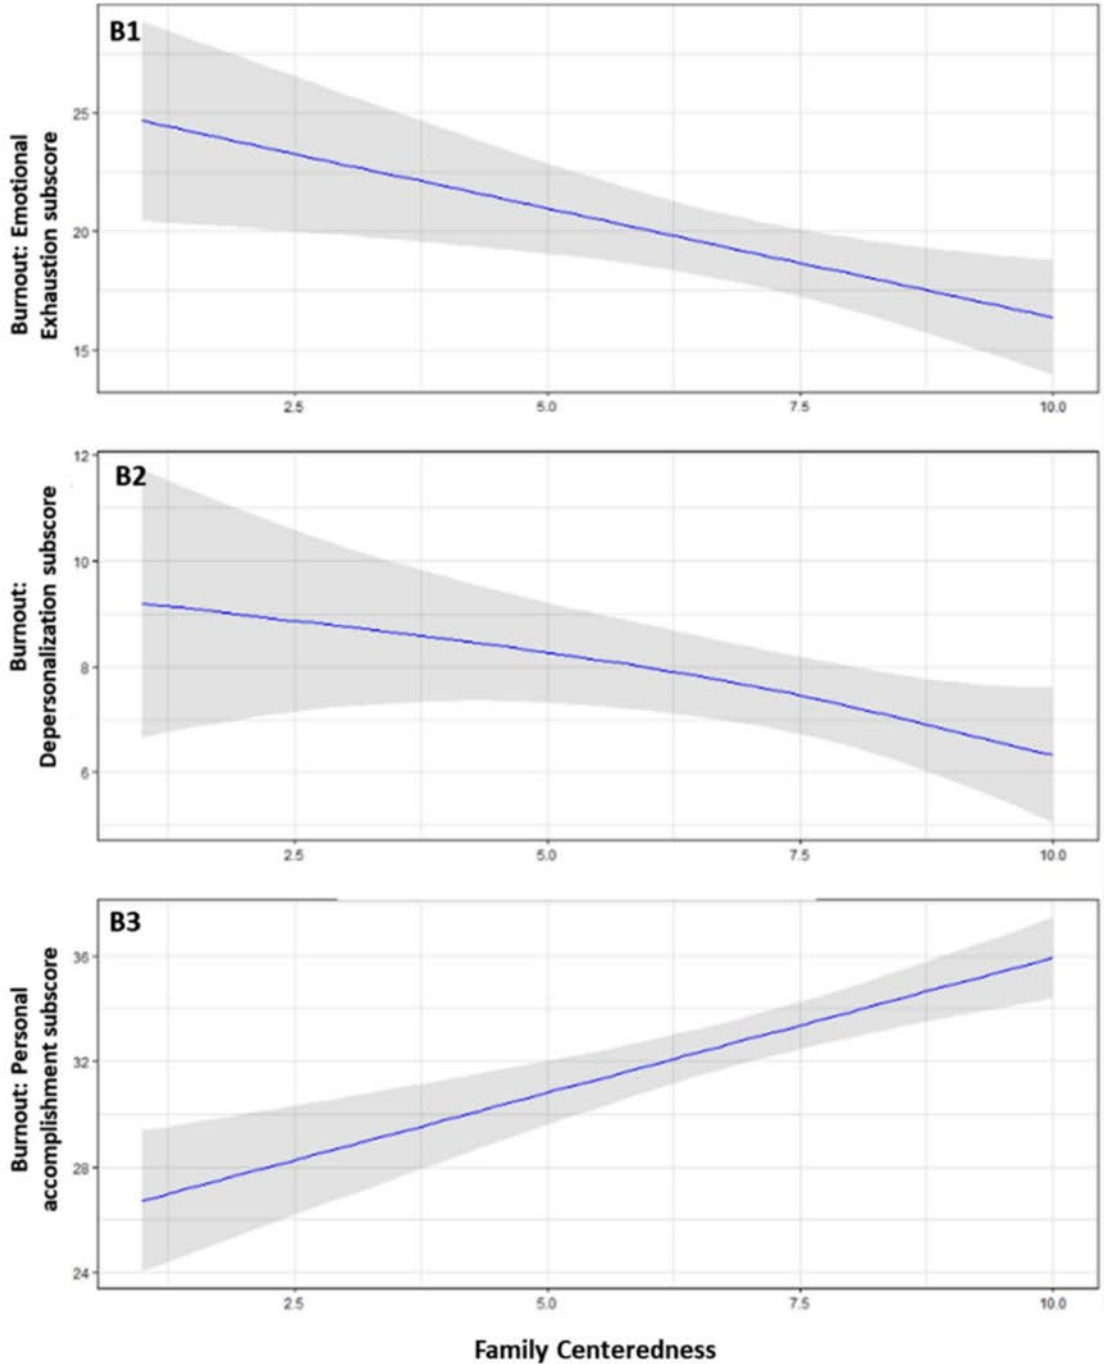 B1
Burnout: Emotional
Exhaustion subscore
25
20
15
2.5 5.0 7.5 10.0
B2
Burnout:
Depersonalization subscore
12
10
8
6
2.5 5.0 7.5 10.0
B3
Burnout: Personal
accomplishment subscore
36
32
28
24
2.5 5.0 7.5 10.0
Family Centeredness